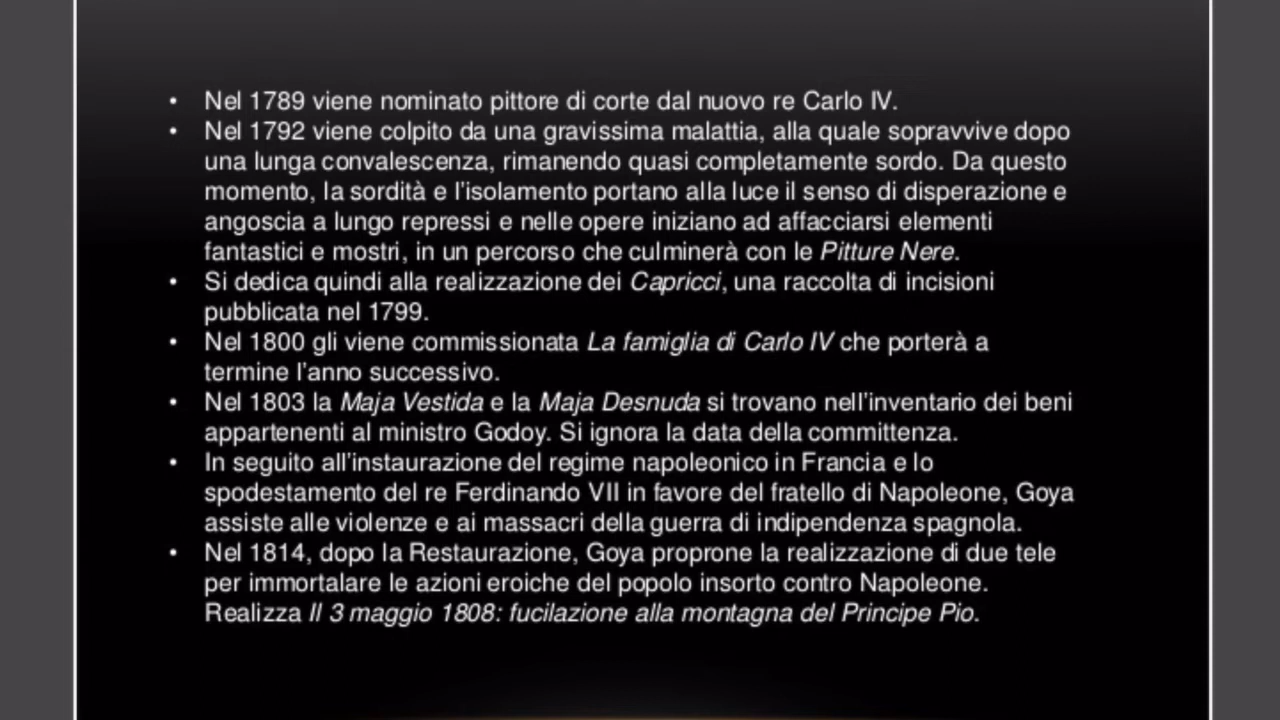 • Nel 1789 viene nominato pittore di corte dal nuovo re Carlo IV.
• Nel 1792 viene colpito da una gravissima malattia, alla quale sopravvive dopo
una lunga convalescenza, rimanendo quasi completamente sordo. Da questo
momento, la sordità e l'isolamento portano alla luce il senso di disperazione e
angoscia a lungo repressi e nelle opere iniziano ad affacciarsi elementi
fantastici e mostri, in un percorso che culminerà con le Pitture Nere.
• Si dedica quindi alla realizzazione dei Capricci, una raccolta di incisioni
pubblicata nel 1799.
• Nel 1800 gli viene commissionata La famiglia di Carlo IV che porterà a
termine l'anno successivo.
• Nel 1803 la Maja Vestida e la Maja Desnuda si trovano nell'inventario dei beni
appartenenti al ministro Godoy. Si ignora la data della committenza.
• In seguito all'instaurazione del regime napoleonico in Francia e lo
spodestamento del re Ferdinando VII in favore del fratello di Napoleone, Goya
assiste alle violenze e ai massacri della guerra di indipendenza spagnola.
• Nel 1814, dopo la Restaurazione, Goya proprone la realizzazione di due tele
per immortalare le azioni eroiche del popolo insorto contro Napoleone.
Realizza Il 3 maggio 1808: fucilazione alla montagna del Principe Pio.